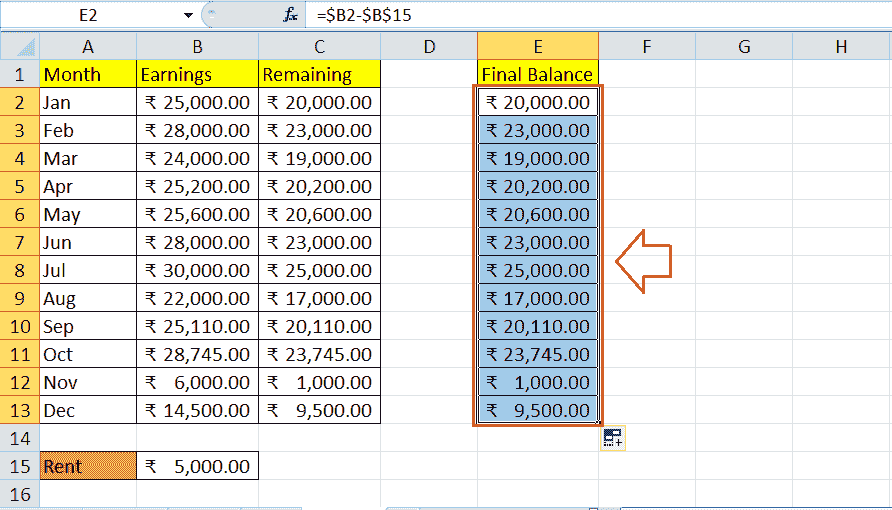 E2 fx =$B2-$B$15
A B C D E F G H
1 Month Earnings Remaining Final Balance
2 Jan ₹ 25,000.00 ₹ 20,000.00 ₹ 20,000.00
3 Feb ₹ 28,000.00 ₹ 23,000.00 ₹ 23,000.00
4 Mar ₹ 24,000.00 ₹ 19,000.00 ₹ 19,000.00
5 Apr ₹ 25,200.00 ₹ 20,200.00 ₹ 20,200.00
6 May ₹ 25,600.00 ₹ 20,600.00 ₹ 20,600.00
7 Jun ₹ 28,000.00 ₹ 23,000.00 ₹ 23,000.00
8 Jul ₹ 30,000.00 ₹ 25,000.00 ₹ 25,000.00
9 Aug ₹ 22,000.00 ₹ 17,000.00 ₹ 17,000.00
10 Sep ₹ 25,110.00 ₹ 20,110.00 ₹ 20,110.00
11 Oct ₹ 28,745.00 ₹ 23,745.00 ₹ 23,745.00
12 Nov ₹ 6,000.00 ₹ 1,000.00 ₹ 1,000.00
13 Dec ₹ 14,500.00 ₹ 9,500.00 ₹ 9,500.00
14
15 Rent ₹ 5,000.00
16